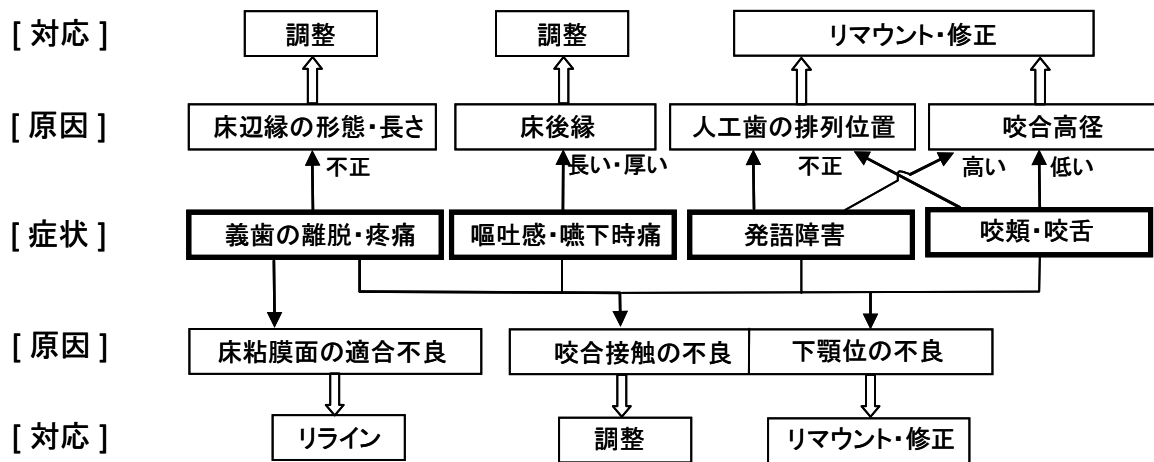 [ 対応 ] 調整 調整 リマウント・修正
[ 原因 ] 床辺縁の形態・長さ 床後縁 人工歯の排列位置 咬合高径
不正 長い・厚い 不正 高い 低い
[ 症状 ] 義歯の離脱・疼痛 嘔吐感・嚥下時痛 発語障害 咬頰・咬舌
[ 原因 ] 床粘膜面の適合不良 咬合接触の不良 下顎位の不良
[ 対応 ] リライン 調整 リマウント・修正